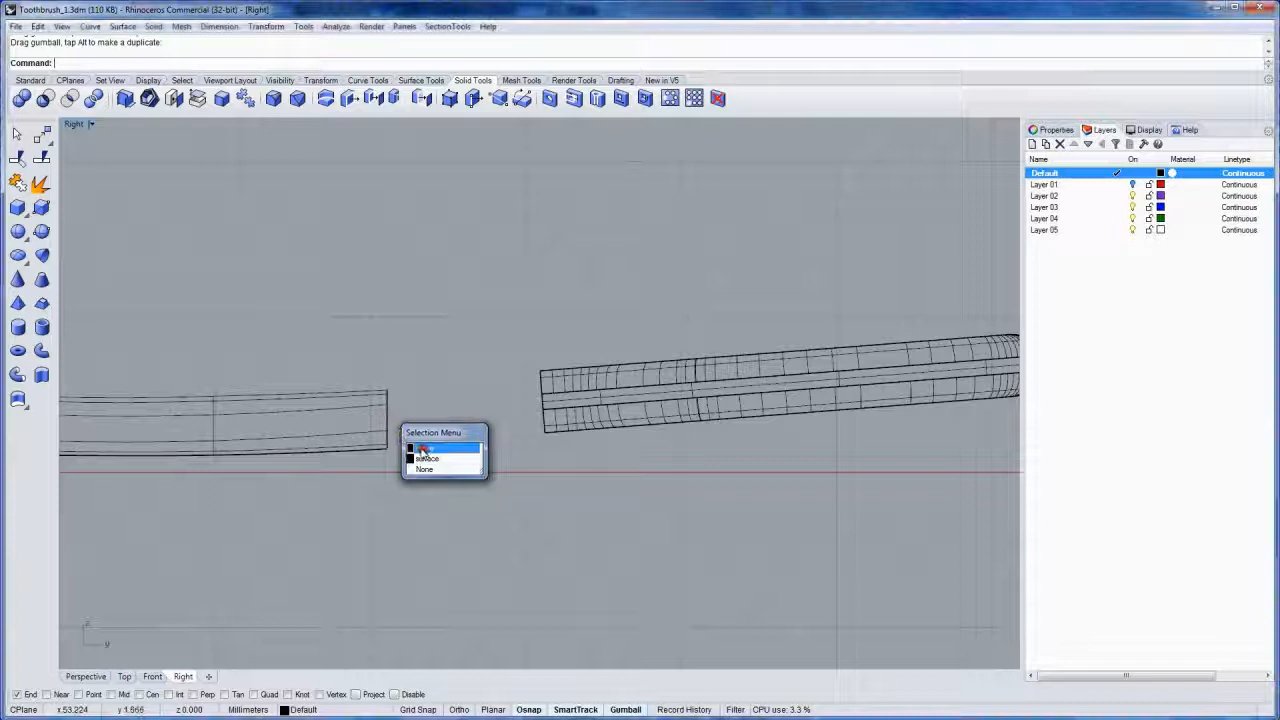 Toothbrush_1.3dm (110 KB) - Rhinoceros Commercial (32-bit) - [Right]
File Edit View Curve Surface Solid Mesh Dimension Transform Tools Analyze Render Panels SectionTools Help
Drag gumball, tap Alt to make a duplicate:
Command:
Standard CPlanes Set View Display Select Viewport Layout Visibility Transform Curve Tools Surface Tools Solid Tools Mesh Tools Render Tools Drafting New in V5
Right
Properties Layers Display Help
Name On Material Linetype
Default Continuous
Layer 01 Continuous
Layer 02 Continuous
Layer 03 Continuous
Layer 04 Continuous
Layer 05 Continuous
Selection Menu
surface
None
z
y
Perspective Top Front Right
End Near Point Mid Cen Int Perp Tan Quad Knot Vertex Project Disable
CPlane x 53.224 y 1.666 z 0.000 Millimeters Default Grid Snap Ortho Planar Osnap SmartTrack Gumball Record History Filter CPU use: 3.3 %